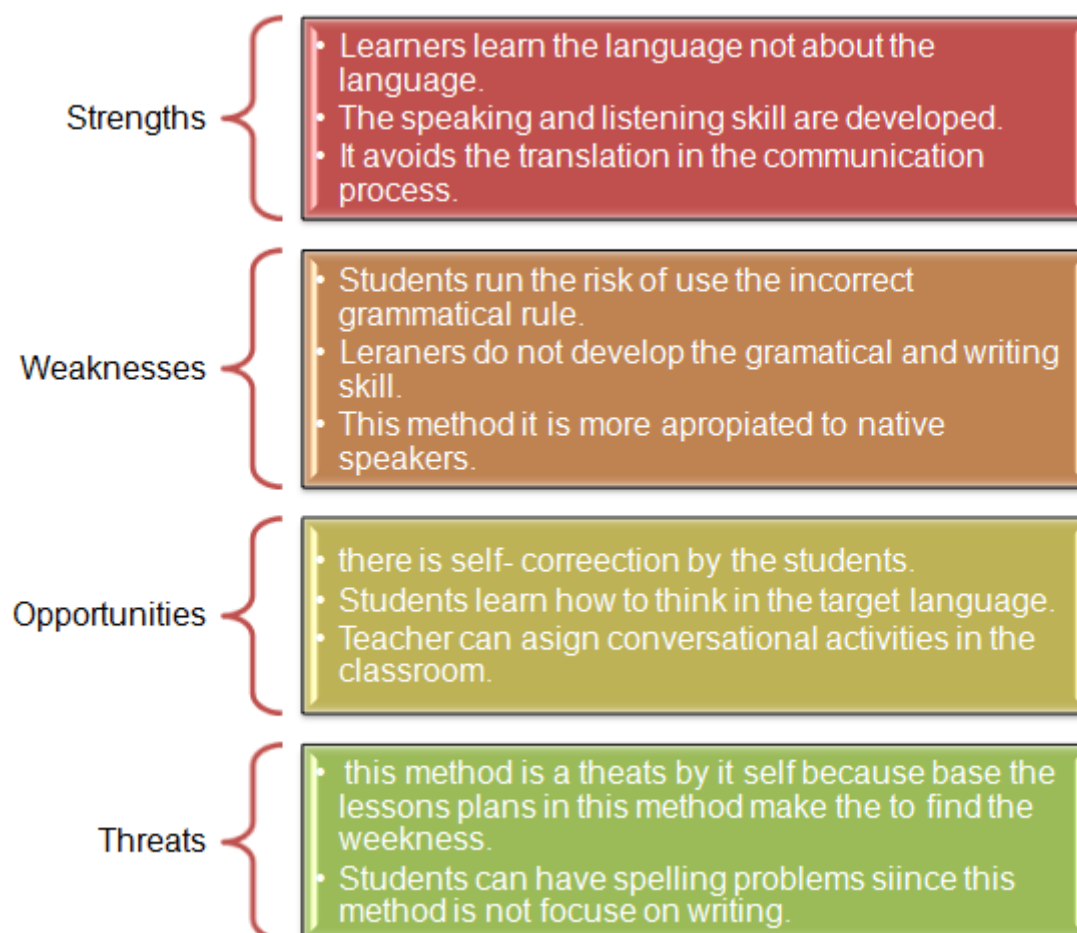 Strengths
• Learners learn the language not about the
language.
• The speaking and listening skill are developed.
• It avoids the translation in the communication
process.
Weaknesses
• Students run the risk of use the incorrect
grammatical rule.
• Leraners do not develop the gramatical and writing
skill.
• This method it is more apropiated to native
speakers.
Opportunities
• there is self- correection by the students.
• Students learn how to think in the target language.
• Teacher can asign conversational activities in the
classroom.
Threats
• this method is a theats by it self because base the
lessons plans in this method make the to find the
weekness.
• Students can have spelling problems siince this
method is not focuse on writing.